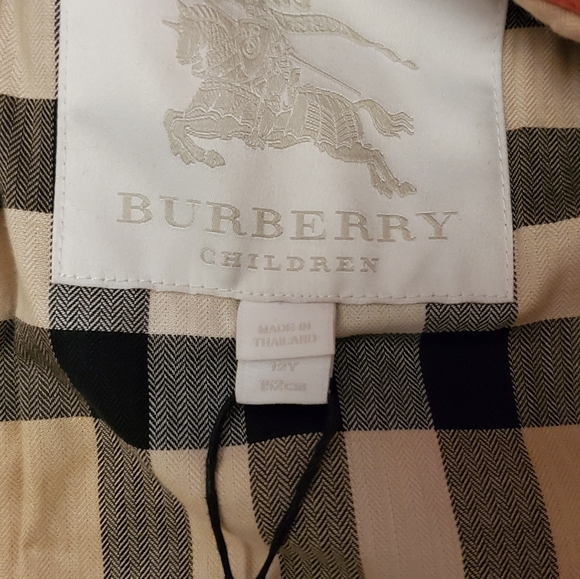 BURBERRY
CHILDREN
MADE IN
THAILAND
12Y
152cm